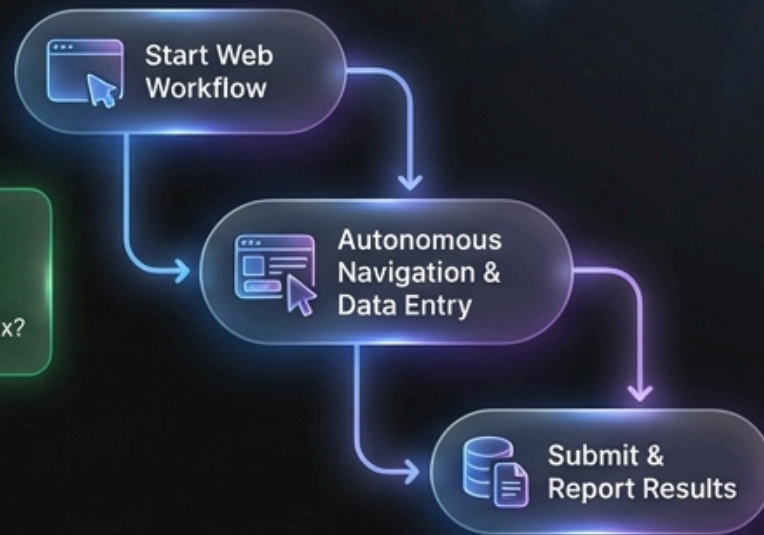 Start Web
Workflow
Autonomous
Navigation &
Data Entry
x?
Submit &
Report Results